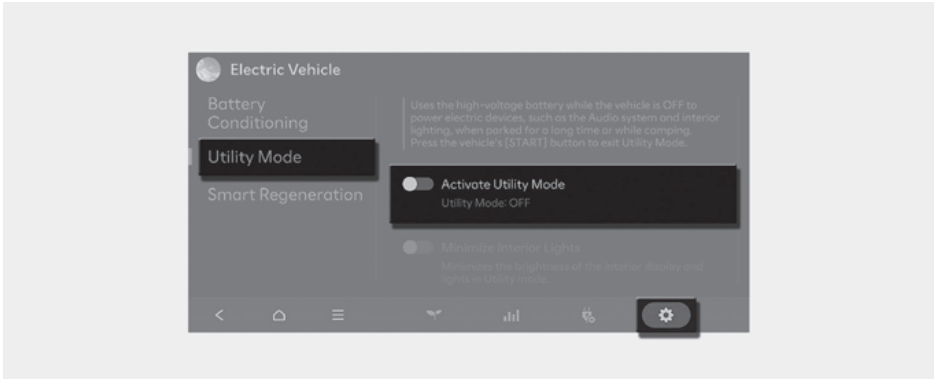 Electric Vehicle
Battery
Conditioning
Utility Mode
Smart Regeneration
Uses the high-voltage battery while the vehicle is OFF to
power electric devices, such as the Audio system and interior
lighting, when parked for a long time or while camping.
Press the vehicle's [START] button to exit Utility Mode.
Activate Utility Mode
Utility Mode: OFF
Minimize Interior Lights
Minimizes the brightness of the interior display and
lights in Utility mode.